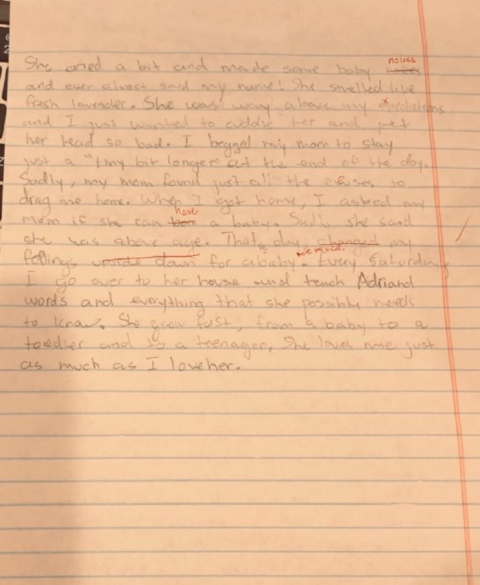 She cried a bit and made some baby noises
and even almost said my name! She smelled like
fresh lavender. She was way above my expectations
and I just wanted to cuddle her and pet
her head so bad. I begged my mom to stay
just a "tiny bit longer" at the end of the day.
Sadly, my mom found just all the excuses to
drag me home. When I got home, I asked my
mom if she can have a baby. Sadly she said
she was above age. That day, changed my
feelings upside down for a baby. Every Saturday
I go over to her house and teach Adriand
words and everything that she possibly needs
to know. She grew fast, from a baby to a
toedler and to a teenager. She loves me just
as much as I love her.